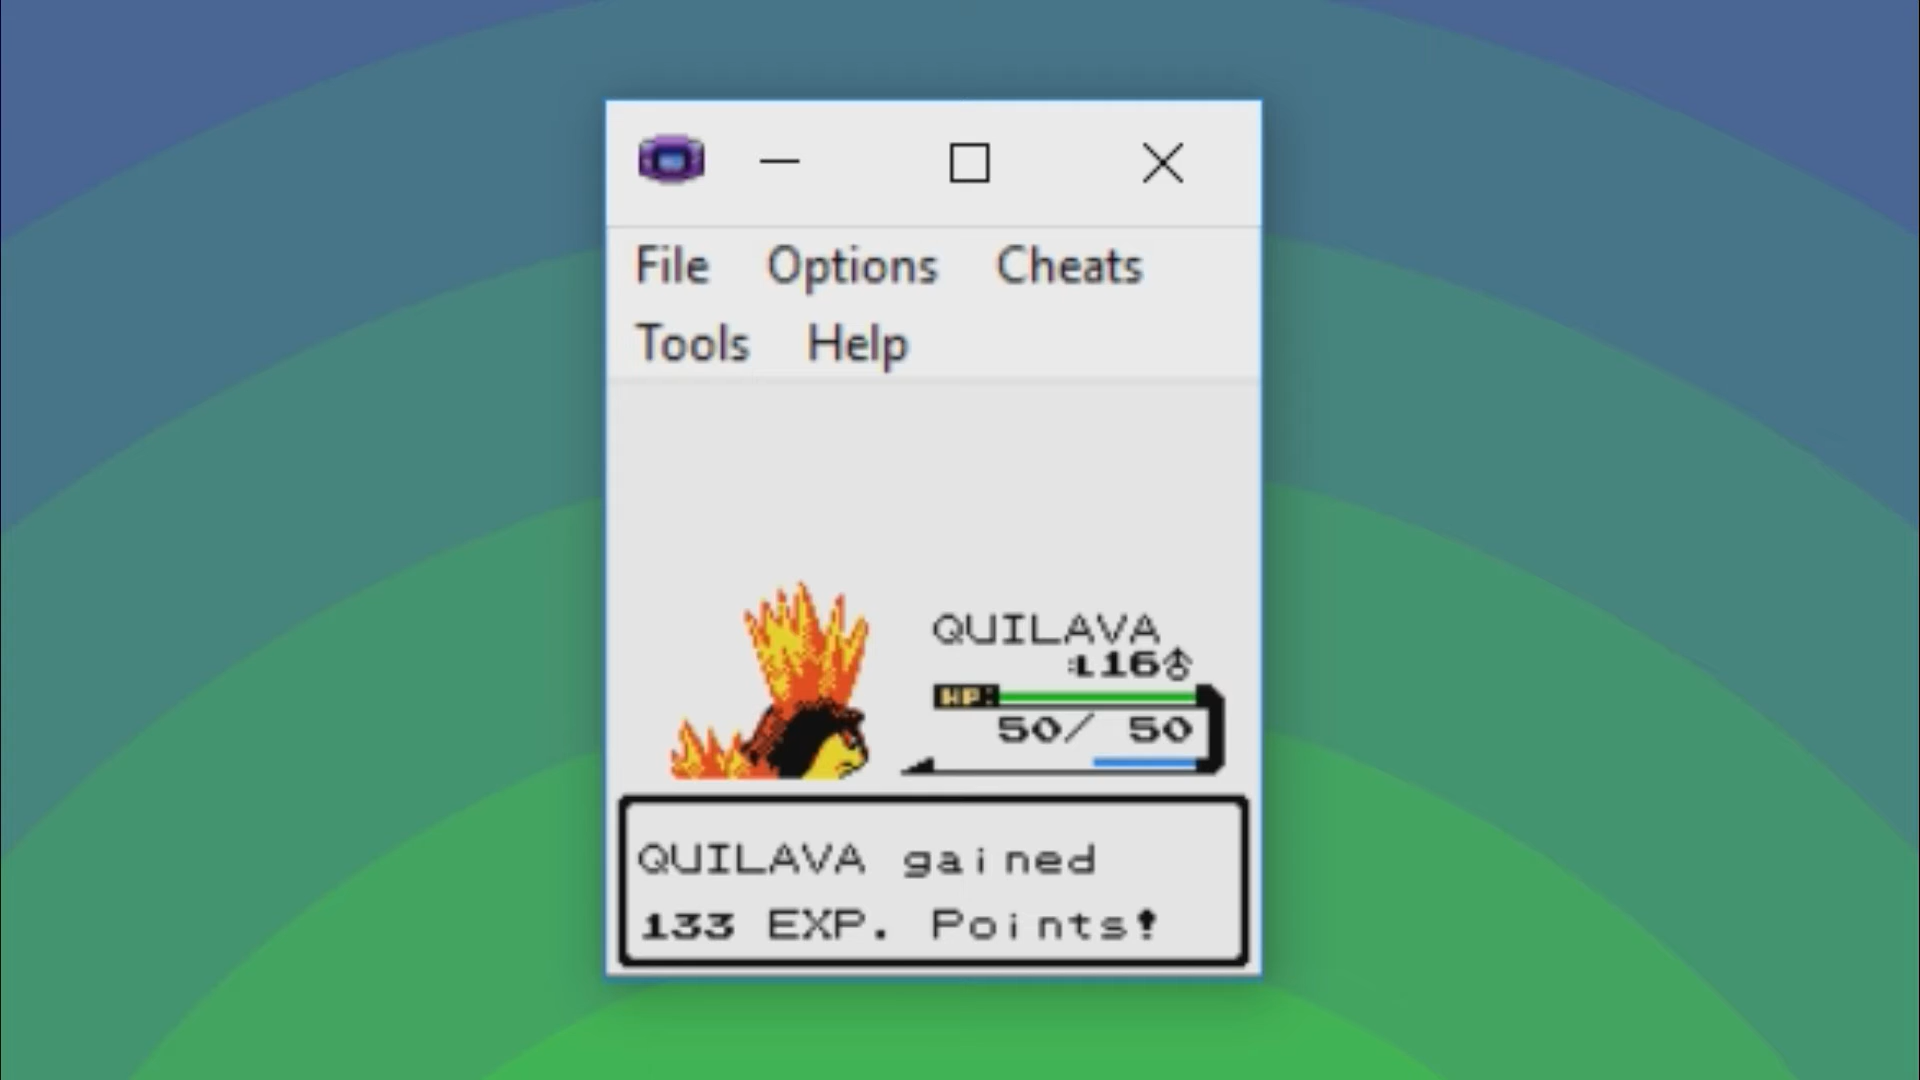 File Options Cheats
Tools Help
QUILAVA
:L16♂
HP:
50/ 50
QUILAVA gained
133 EXP. Points!